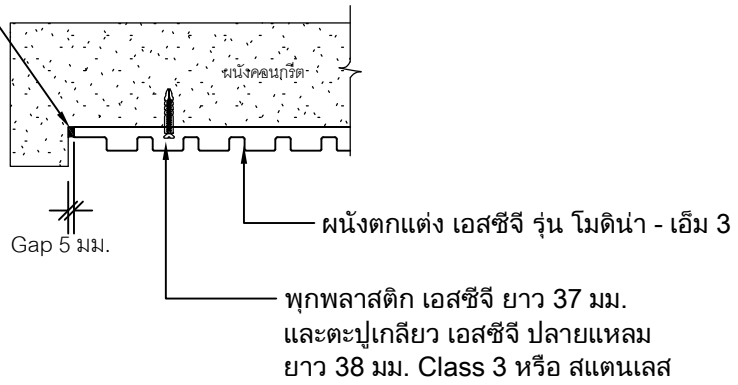 ผนังคอนกรีต
Gap 5 มม.
ผนังตกแต่ง เอสซีจี รุ่น โมดิน่า - เอ็ม 3
พุกพลาสติก เอสซีจี ยาว 37 มม.
และตะปูเกลียว เอสซีจี ปลายแหลม
ยาว 38 มม. Class 3 หรือ สแตนเลส